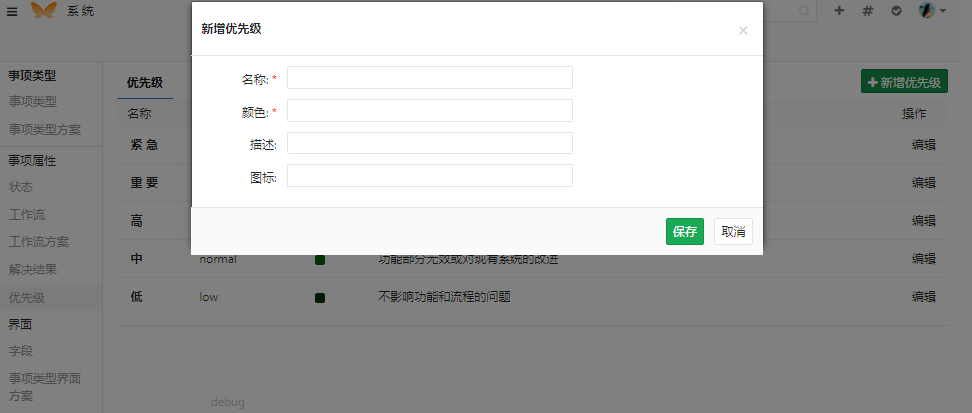 系统
新增优先级
×
名称: *
颜色: *
描述:
图标:
保存 取消
事项类型
事项类型
事项类型方案
事项属性
状态
工作流
工作流方案
解决结果
优先级
界面
字段
事项类型界面
方案
优先级
新增优先级
名称 操作
紧 急 编辑
重 要 编辑
高 编辑
中 normal 功能部分无效或对现有系统的改进 编辑
低 low 不影响功能和流程的问题 编辑
debug